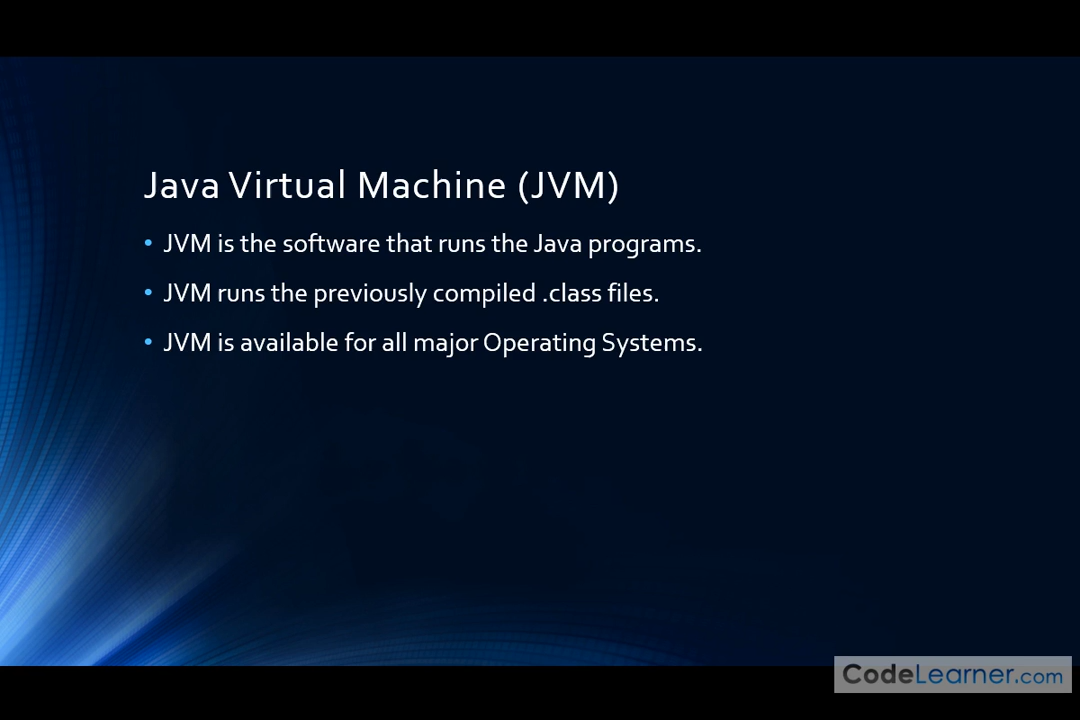 Java Virtual Machine (JVM)
• JVM is the software that runs the Java programs.
• JVM runs the previously compiled .class files.
• JVM is available for all major Operating Systems.
CodeLearner.com